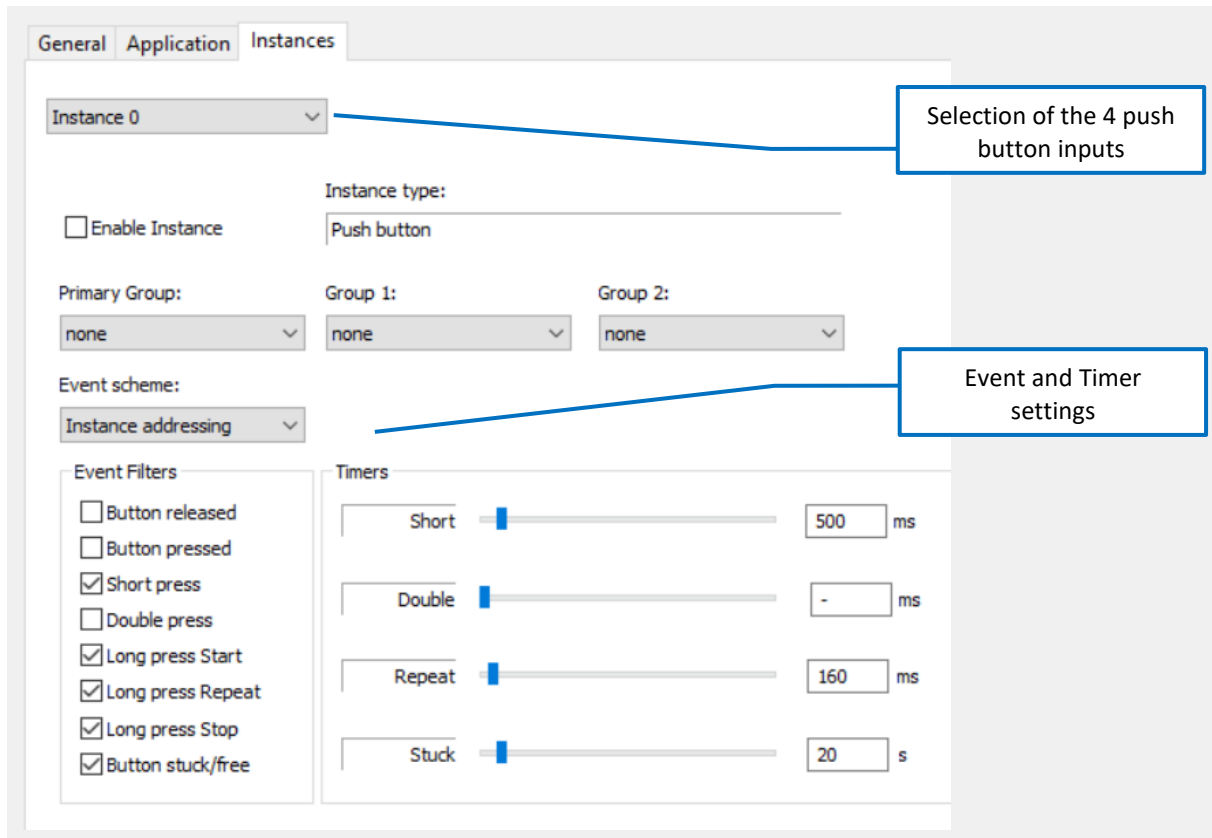 General Application Instances
Instance 0
Selection of the 4 push
button inputs
Instance type:
Enable Instance Push button
Primary Group: Group 1: Group 2:
none none none
Event scheme:
Instance addressing
Event and Timer
settings
Event Filters
Button released
Button pressed
Short press
Double press
Long press Start
Long press Repeat
Long press Stop
Button stuck/free
Timers
Short 500 ms
Double - ms
Repeat 160 ms
Stuck 20 s